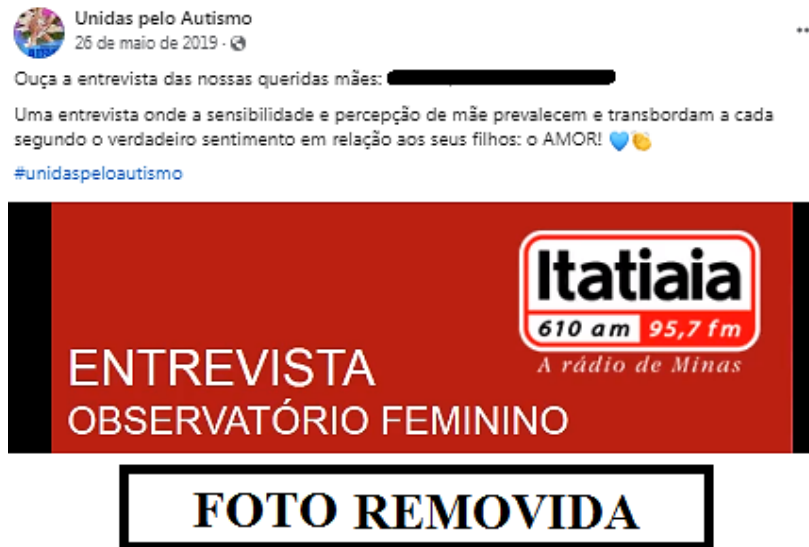 Unidas pelo Autismo
26 de maio de 2019 ·
Ouça a entrevista das nossas queridas mães:
Uma entrevista onde a sensibilidade e percepção de mãe prevalecem e transbordam a cada
segundo o verdadeiro sentimento em relação aos seus filhos: o AMOR! 💙👏
#unidaspeloautismo
Itatiaia
610 am 95,7 fm
A rádio de Minas
ENTREVISTA
OBSERVATÓRIO FEMININO
FOTO REMOVIDA